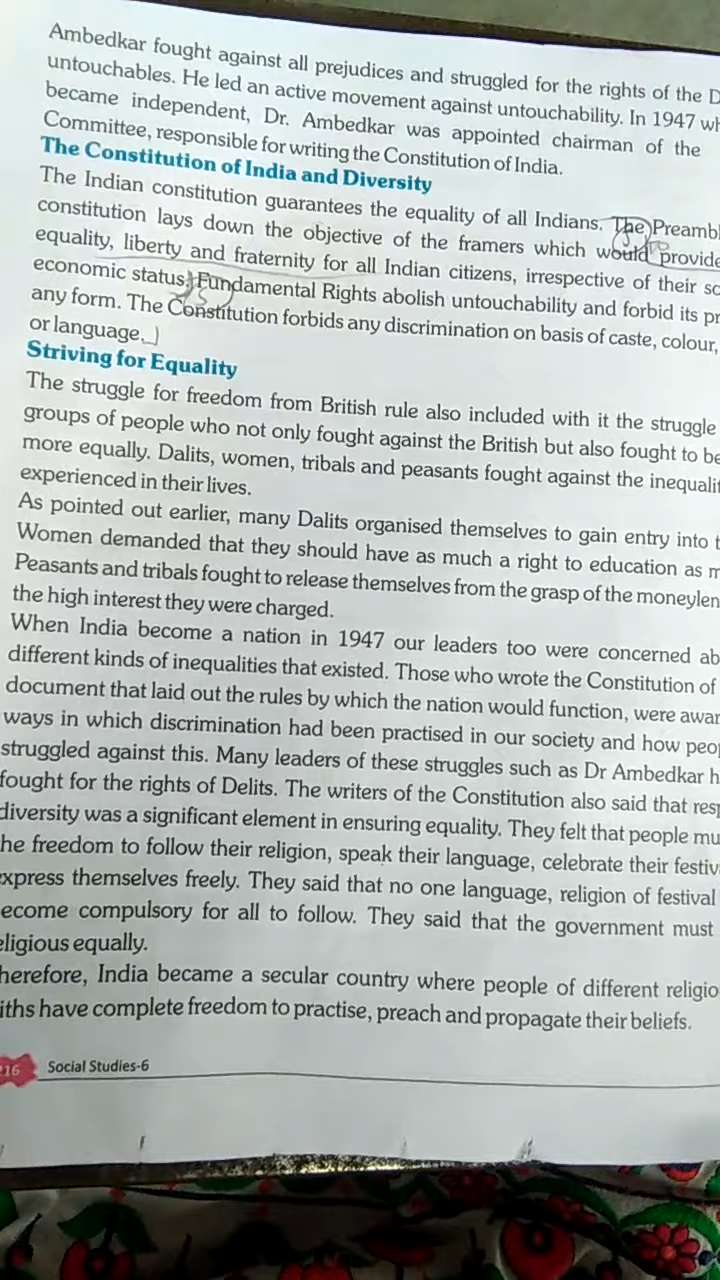 Ambedkar fought against all prejudices and struggled for the rights of the D
untouchables. He led an active movement against untouchability. In 1947 wh
became independent, Dr. Ambedkar was appointed chairman of the
Committee, responsible for writing the Constitution of India.
The Constitution of India and Diversity
The Indian constitution guarantees the equality of all Indians. The Preambl
constitution lays down the objective of the framers which would provide
equality, liberty and fraternity for all Indian citizens, irrespective of their so
economic status. Fundamental Rights abolish untouchability and forbid its pr
any form. The Constitution forbids any discrimination on basis of caste, colour,
or language.
Striving for Equality
The struggle for freedom from British rule also included with it the struggle
groups of people who not only fought against the British but also fought to be
more equally. Dalits, women, tribals and peasants fought against the inequalit
experienced in their lives.
As pointed out earlier, many Dalits organised themselves to gain entry into t
Women demanded that they should have as much a right to education as m
Peasants and tribals fought to release themselves from the grasp of the moneylen
the high interest they were charged.
When India become a nation in 1947 our leaders too were concerned ab
different kinds of inequalities that existed. Those who wrote the Constitution of
document that laid out the rules by which the nation would function, were awar
ways in which discrimination had been practised in our society and how peop
struggled against this. Many leaders of these struggles such as Dr Ambedkar h
fought for the rights of Delits. The writers of the Constitution also said that resp
diversity was a significant element in ensuring equality. They felt that people mu
he freedom to follow their religion, speak their language, celebrate their festiv
express themselves freely. They said that no one language, religion of festival
ecome compulsory for all to follow. They said that the government must
eligious equally.
herefore, India became a secular country where people of different religio
iths have complete freedom to practise, preach and propagate their beliefs.
216 Social Studies-6